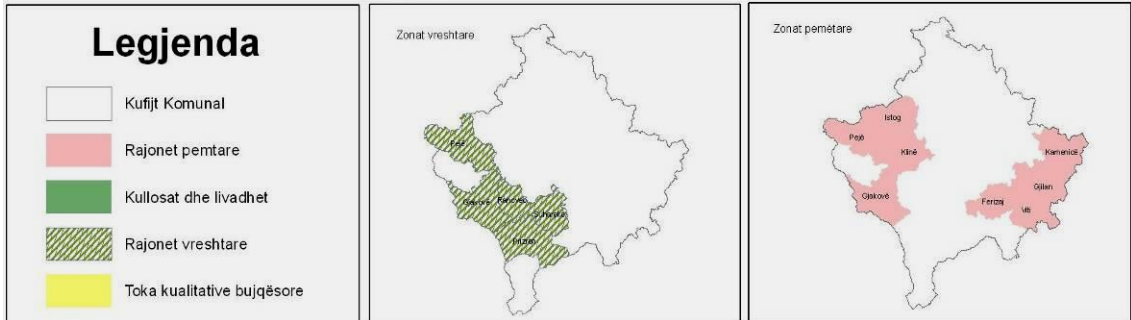 Legjenda
Kufijt Komunal
Rajonet pemtare
Kullosat dhe livadhet
Rajonet vreshtare
Toka kualitative bujqësore
Zonat vreshtare
Pejë
Gjakovë
Rahovec
Suharekë
Prizren
Zonat pemëtare
Istog
Pejë
Klinë
Gjakovë
Kamenicë
Gjilan
Ferizaj
Viti